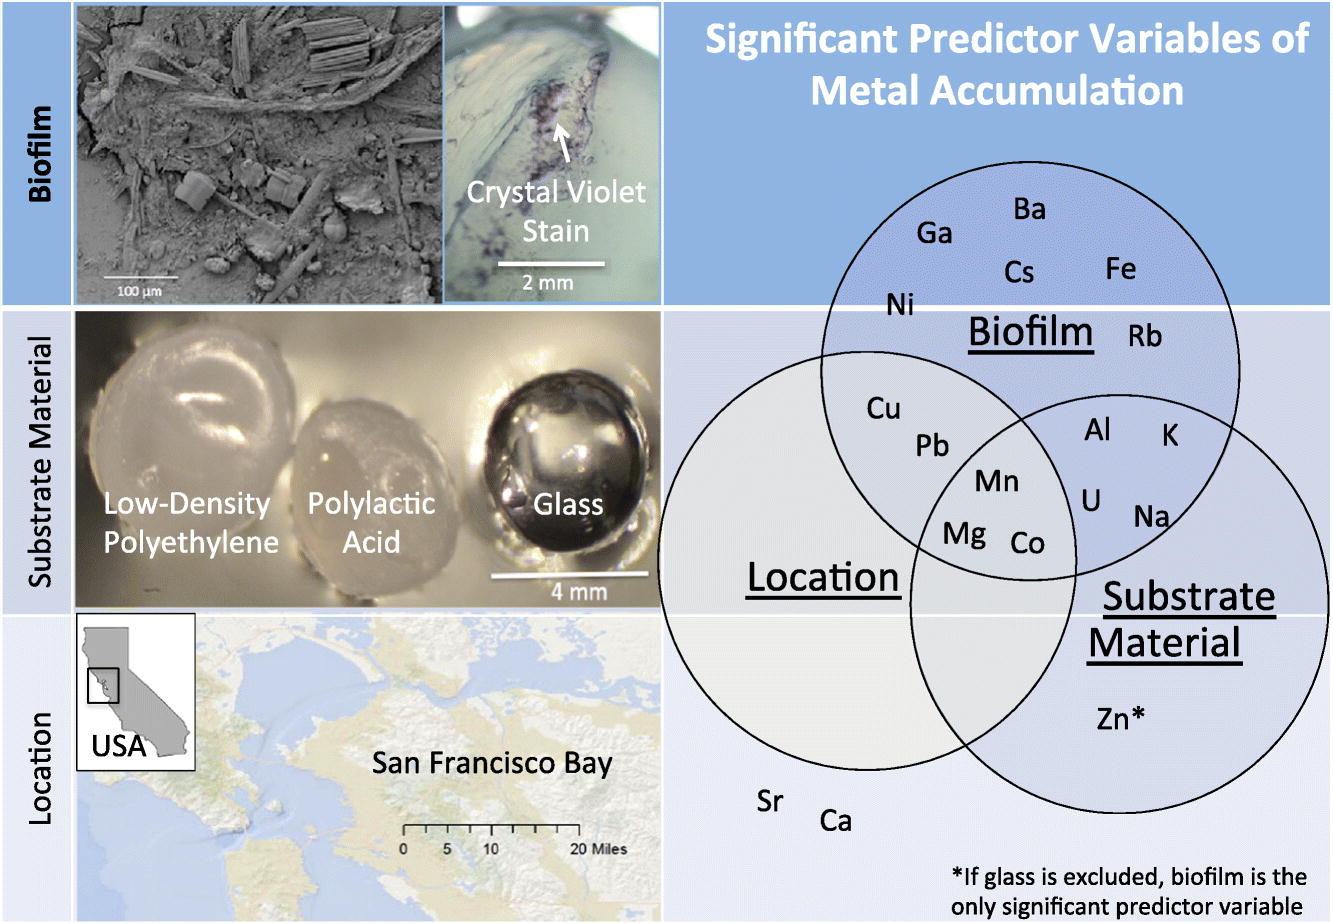 Significant Predictor Variables of
Metal Accumulation
Biofilm
100 µm
Crystal Violet
Stain
2 mm
Substrate Material
Low-Density
Polyethylene
Polylactic
Acid
Glass
4 mm
Location
USA
San Francisco Bay
0 5 10 20 Miles
Ba
Ga
Cs
Fe
Ni
Biofilm
Rb
Cu
Pb
Al
K
Mn
U
Na
Mg
Co
Location
Substrate
Material
Zn*
Sr
Ca
*If glass is excluded, biofilm is the
only significant predictor variable